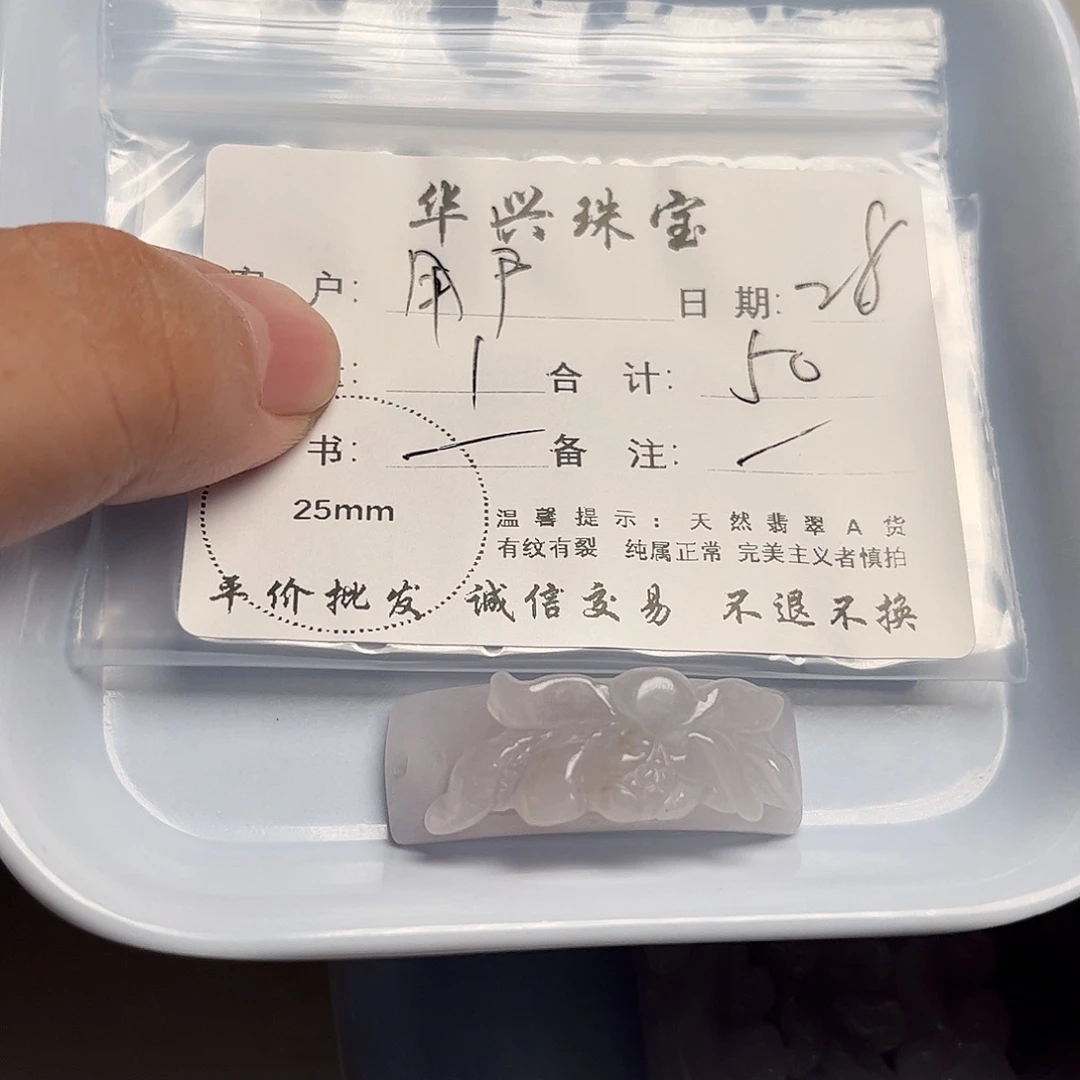 华兴珠宝
户: 用户 日期: 28
: 1 合计: 50
书: 备注:
25mm
温馨提示: 天然翡翠A货
有纹有裂 纯属正常 完美主义者慎拍
平价批发 诚信交易 不退不换